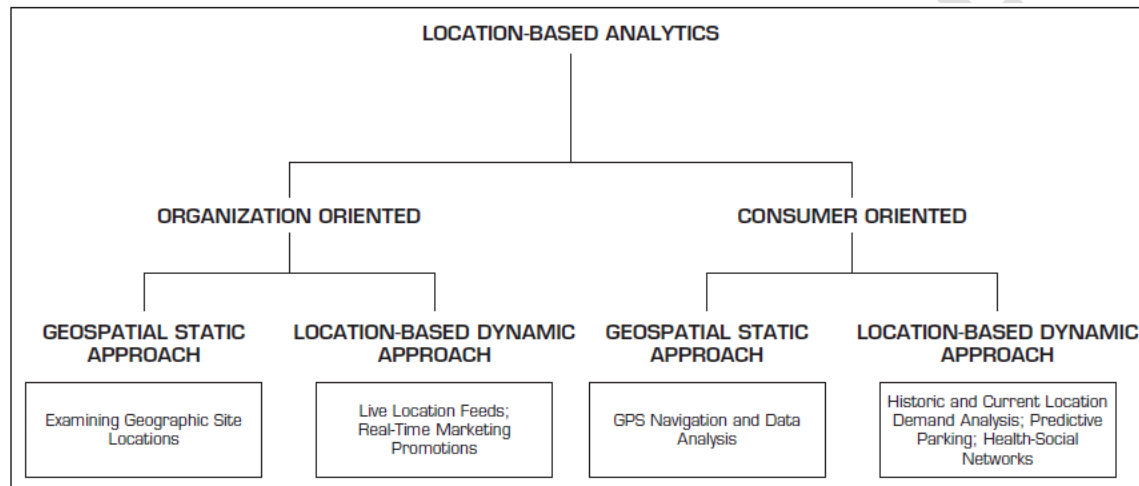 LOCATION-BASED ANALYTICS
ORGANIZATION ORIENTED
CONSUMER ORIENTED
GEOSPATIAL STATIC
APPROACH
LOCATION-BASED DYNAMIC
APPROACH
GEOSPATIAL STATIC
APPROACH
LOCATION-BASED DYNAMIC
APPROACH
Examining Geographic Site
Locations
Live Location Feeds;
Real-Time Marketing
Promotions
GPS Navigation and Data
Analysis
Historic and Current Location
Demand Analysis; Predictive
Parking; Health-Social
Networks